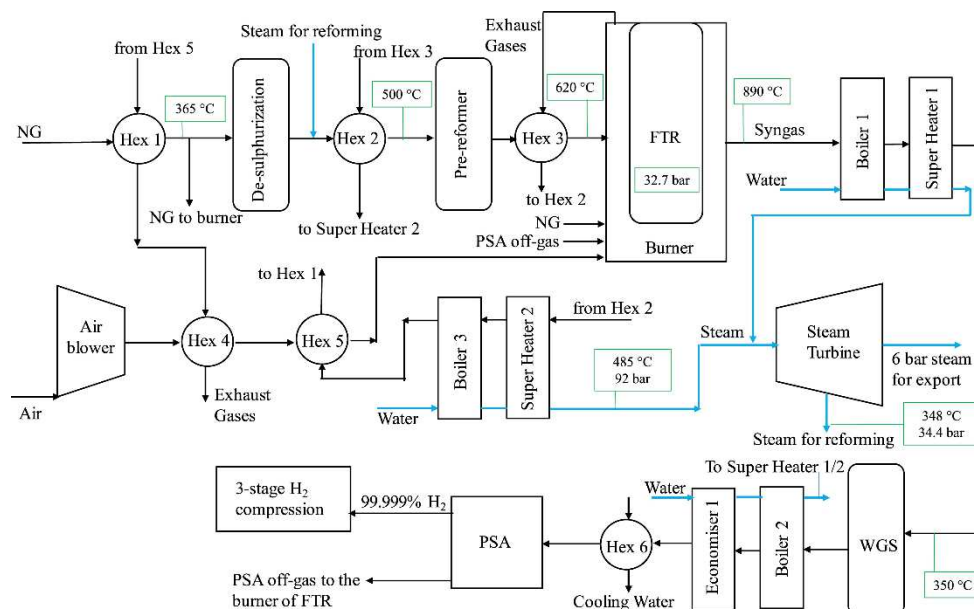 Steam for reforming
from Hex 5
from Hex 3
Exhaust
Gases
365 °C
500 °C
620 °C
890 °C
NG
Hex 1
De-sulphurization
Hex 2
Pre-reformer
Hex 3
FTR
32.7 bar
Burner
Syngas
Boiler 1
Super Heater 1
Water
NG to burner
to Super Heater 2
to Hex 2
NG
PSA off-gas
to Hex 1
Air
blower
Air
Hex 4
Exhaust
Gases
Hex 5
Boiler 3
Super Heater 2
from Hex 2
Water
485 °C
92 bar
Steam
Steam
Turbine
6 bar steam
for export
348 °C
34.4 bar
Steam for reforming
3-stage H₂
compression
99.999% H₂
PSA
PSA off-gas to the
burner of FTR
Hex 6
Cooling Water
Water
Economiser 1
Boiler 2
To Super Heater 1/2
WGS
350 °C